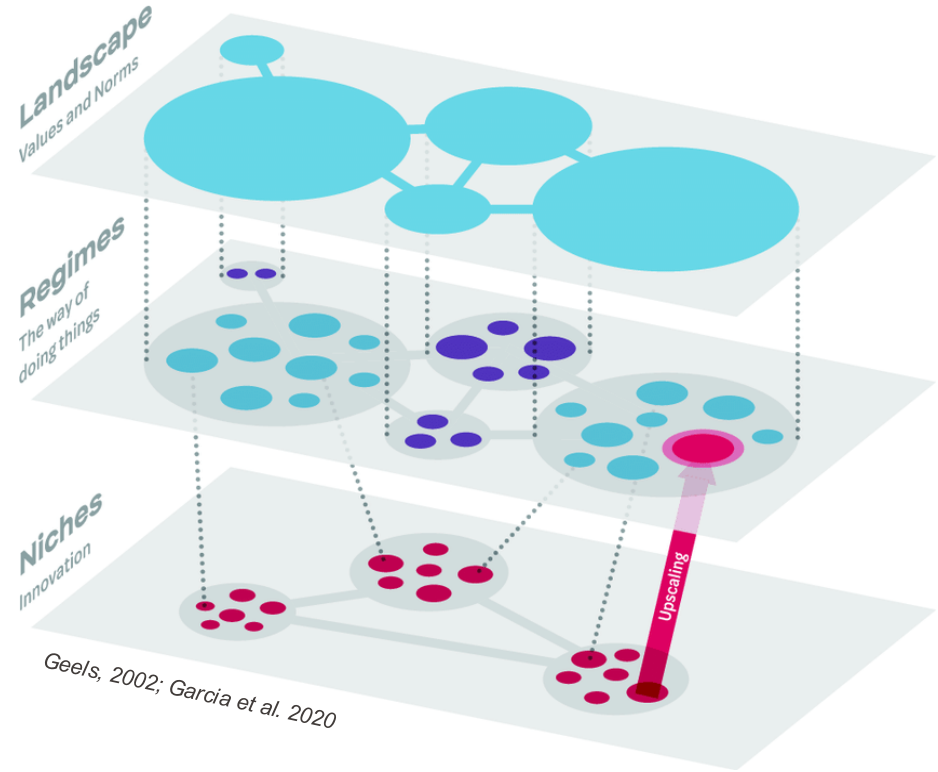 Landscape
Values and Norms
Regimes
The way of
doing things
Niches
Innovation
Upscaling
Geels, 2002; Garcia et al. 2020